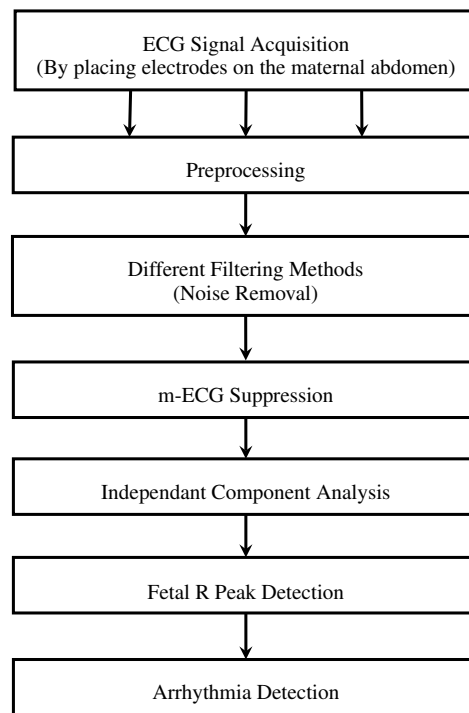 ECG Signal Acquisition
(By placing electrodes on the maternal abdomen)
Preprocessing
Different Filtering Methods
(Noise Removal)
m-ECG Suppression
Independant Component Analysis
Fetal R Peak Detection
Arrhythmia Detection